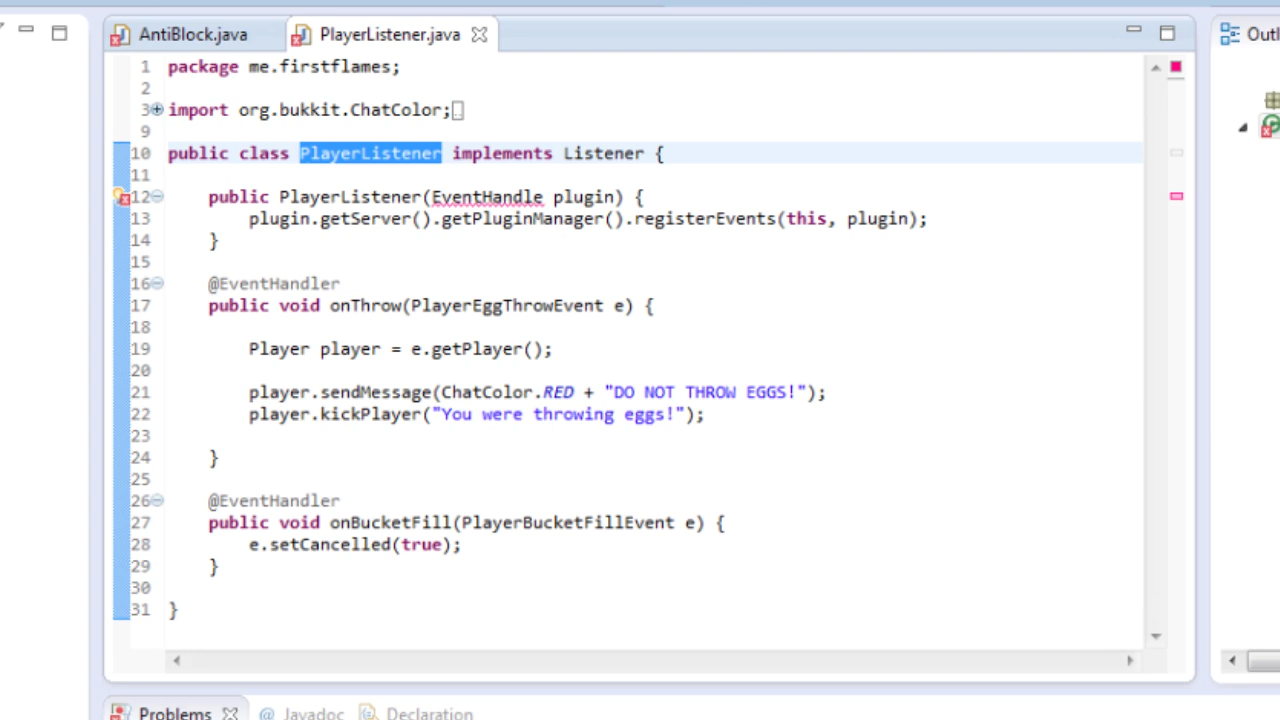 AntiBlock.java
PlayerListener.java
Outl
1 package me.firstflames;
2
3 import org.bukkit.ChatColor;
9
10 public class PlayerListener implements Listener {
11
12 public PlayerListener(EventHandle plugin) {
13 plugin.getServer().getPluginManager().registerEvents(this, plugin);
14 }
15
16 @EventHandler
17 public void onThrow(PlayerEggThrowEvent e) {
18
19 Player player = e.getPlayer();
20
21 player.sendMessage(ChatColor.RED + "DO NOT THROW EGGS!");
22 player.kickPlayer("You were throwing eggs!");
23
24 }
25
26 @EventHandler
27 public void onBucketFill(PlayerBucketFillEvent e) {
28 e.setCancelled(true);
29 }
30
31 }
Problems @ Javadoc Declaration